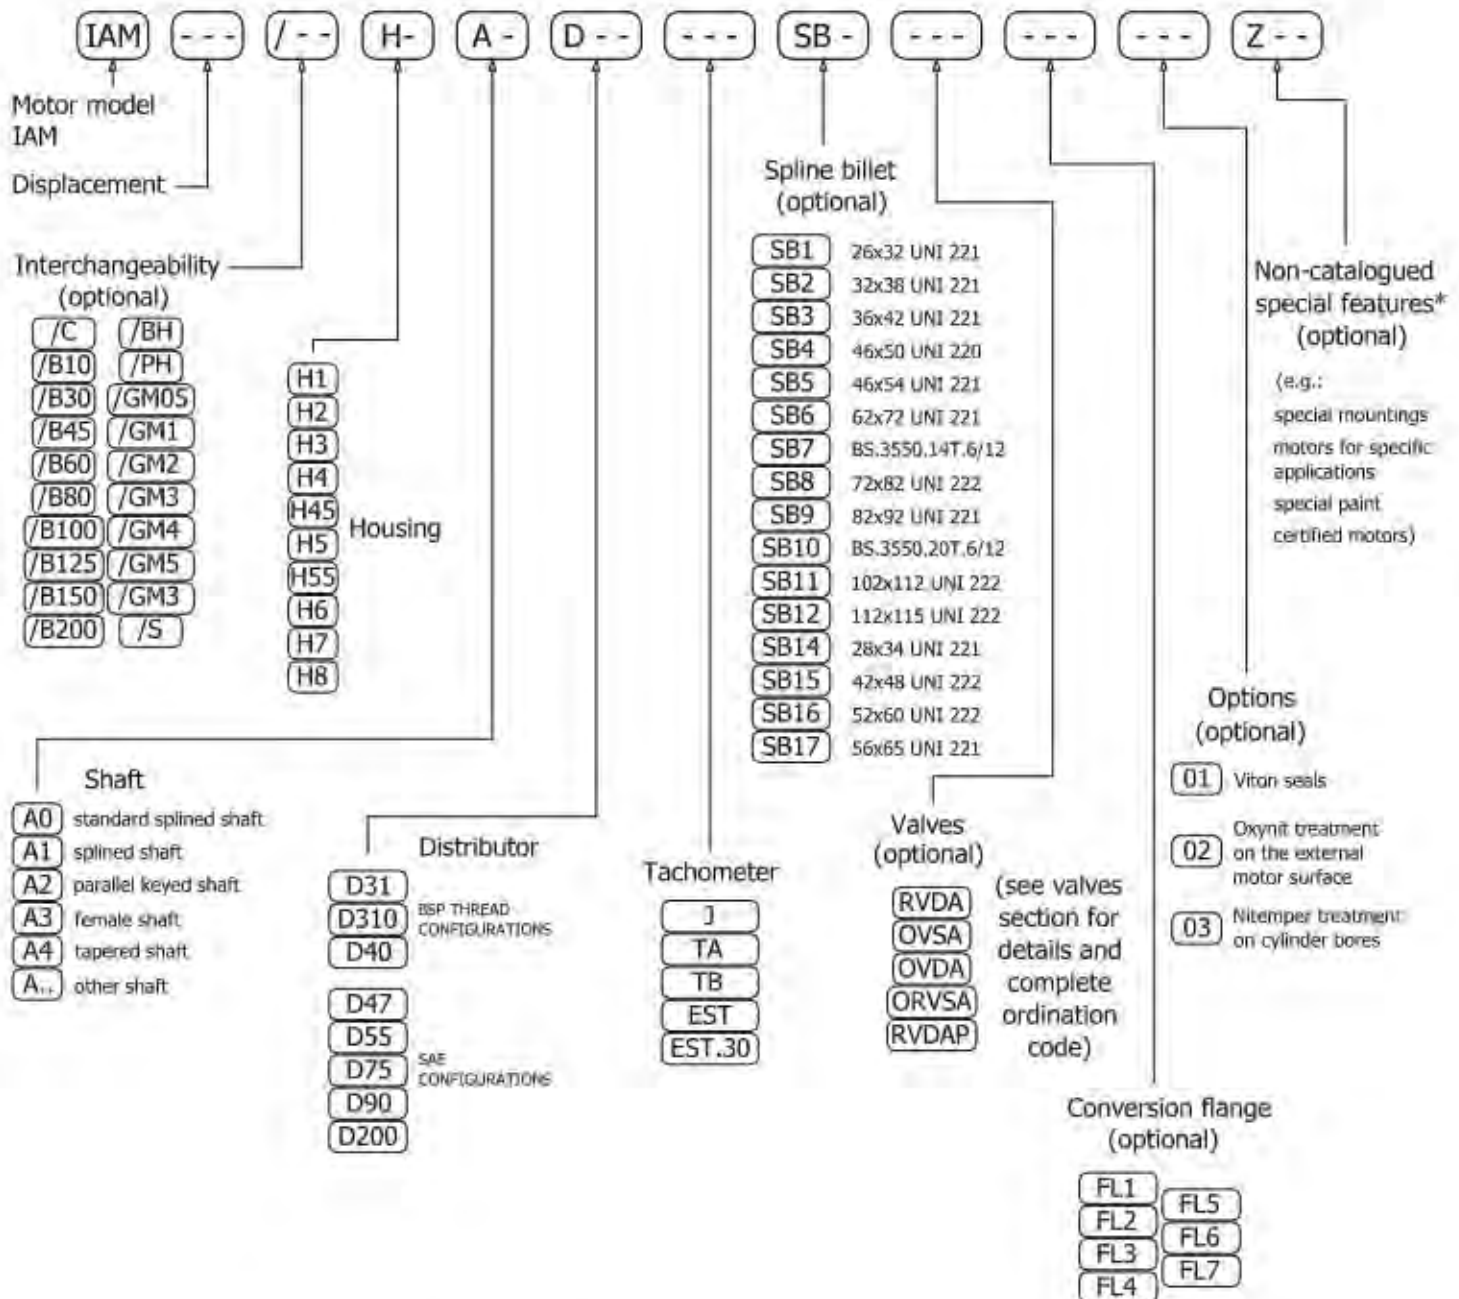 IAM --- /-- H- A- D-- --- SB- --- --- --- Z--
Motor model
IAM
Displacement
Interchangeability
(optional)
/C /BH
/B10 /PH
/B30 /GM05
/B45 /GM1
/B60 /GM2
/B80 /GM3
/B100 /GM4
/B125 /GM5
/B150 /GM3
/B200 /S
H1
H2
H3
H4
H45
H5
H55
H6
H7
H8
Housing
Shaft
A0 standard splined shaft
A1 splined shaft
A2 parallel keyed shaft
A3 female shaft
A4 tapered shaft
A.. other shaft
Distributor
D31
D310
D40
BSP THREAD
CONFIGURATIONS
D47
D55
D75
D90
D200
SAE
CONFIGURATIONS
Tachometer
TA
TB
EST
EST.30
Spline billet
(optional)
SB1 26x32 UNI 221
SB2 32x38 UNI 221
SB3 36x42 UNI 221
SB4 46x50 UNI 220
SB5 46x54 UNI 221
SB6 62x72 UNI 221
SB7 BS.3550.14T.6/12
SB8 72x82 UNI 222
SB9 82x92 UNI 221
SB10 BS.3550.20T.6/12
SB11 102x112 UNI 222
SB12 112x115 UNI 222
SB14 28x34 UNI 221
SB15 42x48 UNI 222
SB16 52x60 UNI 222
SB17 56x65 UNI 221
Valves
(optional)
RVDA
OVSA
OVDA
ORVSA
RVDAP
(see valves
section for
details and
complete
ordination
code)
Conversion flange
(optional)
FL1
FL2
FL3
FL4
FL5
FL6
FL7
Options
(optional)
01 Viton seals
02
Oxynit treatment
on the external
motor surface
03
Nitemper treatment
on cylinder bores
Non-catalogued
special features*
(optional)
(e.g.:
special mountings
motors for specific
applications
special paint
certified motors)